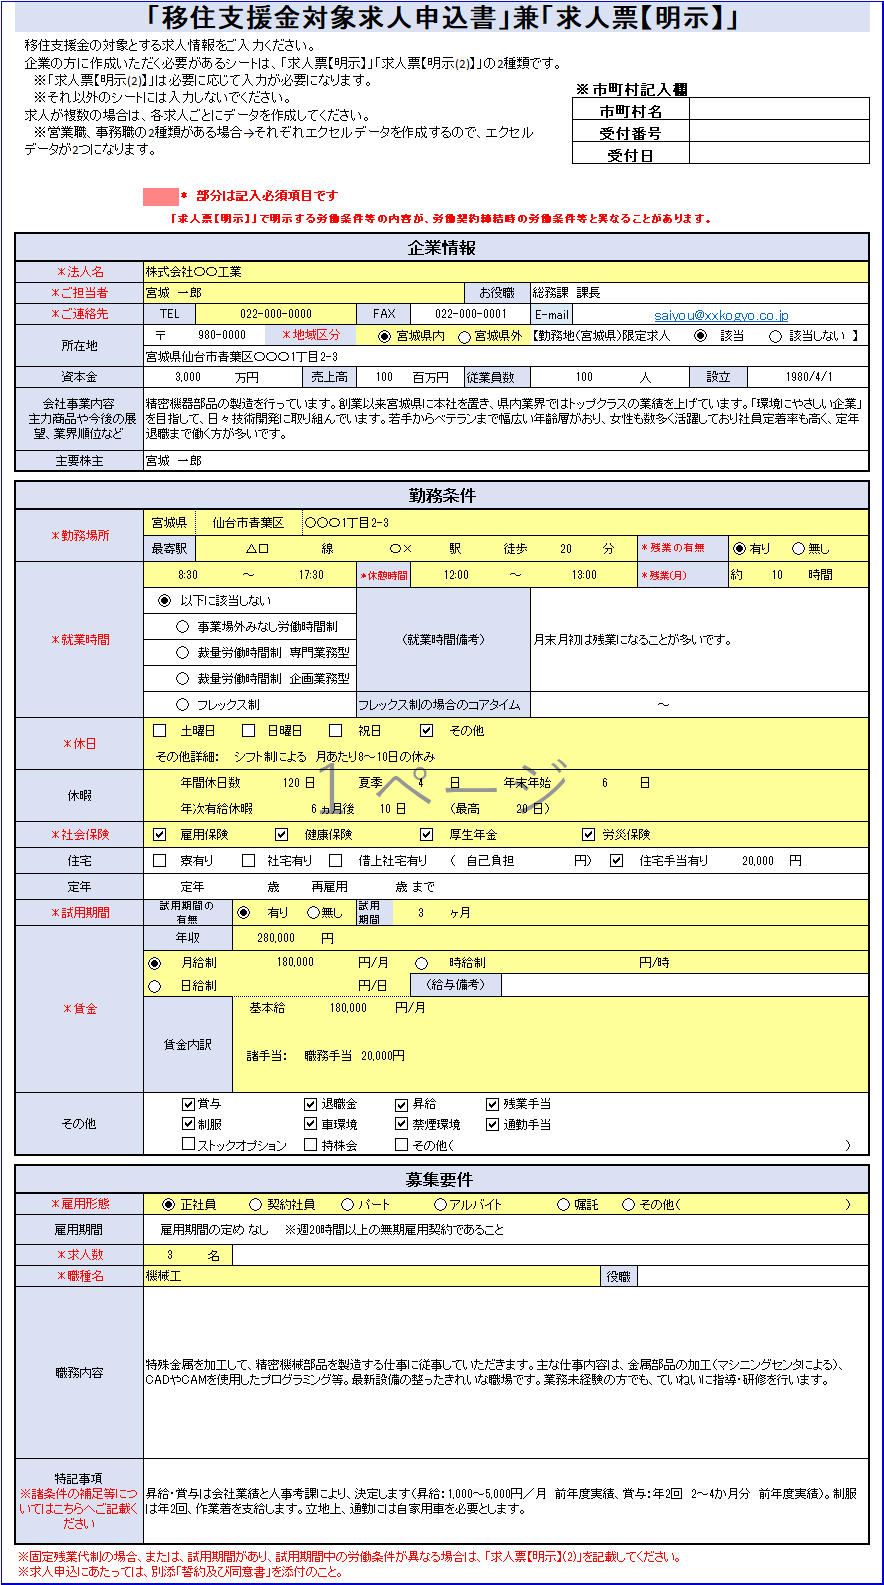 「移住支援金対象求人申込書」兼「求人票【明示】」
移住支援金の対象とする求人情報をご入力ください。
企業の方に作成いただく必要があるシートは、「求人票【明示】」「求人票【明示(2)】」の2種類です。
※「求人票【明示(2)】」は必要に応じて入力が必要になります。
※それ以外のシートには入力しないでください。
求人が複数の場合は、各求人ごとにデータを作成してください。
※営業職、事務職の2種類がある場合→それぞれエクセルデータを作成するので、エクセル
データが2つになります。
※市町村記入欄
市町村名
受付番号
受付日
* 部分は記入必須項目です
「求人票【明示】」で明示する労働条件等の内容が、労働契約締結時の労働条件等と異なることがあります。
企業情報
*法人名 株式会社〇〇工業
*ご担当者 宮城 一郎 お役職 総務課 課長
*ご連絡先 TEL 022-000-0000 FAX 022-000-0001 E-mail saiyou@xxkogyo.co.jp
所在地 〒 980-0000 *地域区分 宮城県内 宮城県外 【勤務地(宮城県)限定求人 該当 該当しない 】
宮城県仙台市青葉区〇〇〇1丁目2-3
資本金 3,000 万円 売上高 100 百万円 従業員数 100 人 設立 1980/4/1
会社事業内容
主力商品や今後の展
望、業界順位など
精密機器部品の製造を行っています。創業以来宮城県に本社を置き、県内業界ではトップクラスの業績を上げています。「環境にやさしい企業」
を目指して、日々技術開発に取り組んでいます。若手からベテランまで幅広い年齢層がおり、女性も数多く活躍しており社員定着率も高く、定年
退職まで働く方が多いです。
主要株主 宮城 一郎
勤務条件
*勤務場所 宮城県 仙台市青葉区 〇〇〇1丁目2-3
最寄駅 △□ 線 〇× 駅 徒歩 20 分 *残業の有無 有り 無し
*就業時間 8:30 ～ 17:30 *休憩時間 12:00 ～ 13:00 *残業(月) 約 10 時間
以下に該当しない
事業場外みなし労働時間制
裁量労働時間制 専門業務型
裁量労働時間制 企画業務型
(就業時間備考) 月末月初は残業になることが多いです。
フレックス制 フレックス制の場合のコアタイム ～
*休日 土曜日 日曜日 祝日 その他
その他詳細: シフト制による 月あたり8～10日の休み
休暇 年間休日数 120 日 夏季 4 日 年末年始 6 日
年次有給休暇 6 ヵ月後 10 日 (最高 20 日)
1 ページ
*社会保険 雇用保険 健康保険 厚生年金 労災保険
住宅 寮有り 社宅有り 借上社宅有り ( 自己負担 円) 住宅手当有り 20,000 円
定年 定年 歳 再雇用 歳 まで
*試用期間 試用期間の
有無 有り 無し 試用
期間 3 ヶ月
*賃金 年収 280,000 円
月給制 180,000 円/月 時給制 円/時
日給制 円/日 (給与備考)
賃金内訳 基本給 180,000 円/月
諸手当: 職務手当 20,000円
その他 賞与 退職金 昇給 残業手当
制服 車環境 禁煙環境 通勤手当
ストックオプション 持株会 その他( )
募集要件
*雇用形態 正社員 契約社員 パート アルバイト 嘱託 その他( )
雇用期間 雇用期間の定め なし ※週20時間以上の無期雇用契約であること
*求人数 3 名
*職種名 機械工 役職
職務内容
特殊金属を加工して、精密機械部品を製造する仕事に従事していただきます。主な仕事内容は、金属部品の加工(マシニングセンタによる)、
CADやCAMを使用したプログラミング等。最新設備の整ったきれいな職場です。業務未経験の方でも、ていねいに指導・研修を行います。
特記事項
※諸条件の補足等につ
いてはこちらへご記載く
ださい
昇給・賞与は会社業績と人事考課により、決定します(昇給:1,000～5,000円/月 前年度実績、賞与:年2回 2～4か月分 前年度実績)。制服
は年2回、作業着を支給します。立地上、通勤には自家用車を必要とします。
※固定残業代制の場合、または、試用期間があり、試用期間中の労働条件が異なる場合は、「求人票【明示】(2)」を記載してください。
※求人申込にあたっては、別添「誓約及び同意書」を添付のこと。